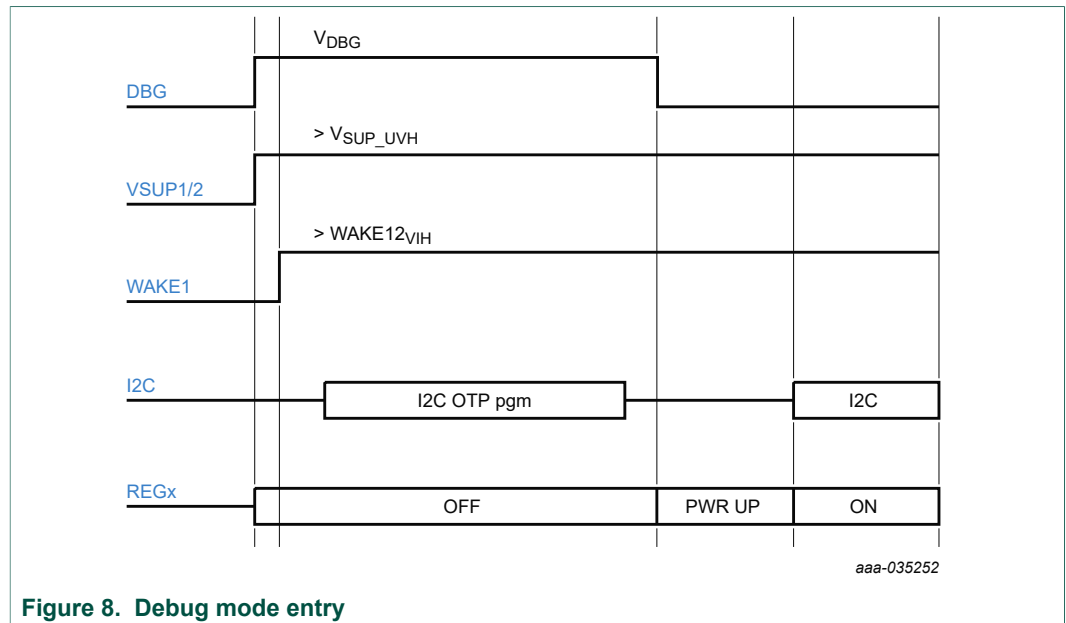 VDBG
DBG
> VSUP_UVH
VSUP1/2
> WAKE12VIH
WAKE1
I2C
I2C OTP pgm
I2C
REGx
OFF
PWR UP
ON
aaa-035252
Figure 8. Debug mode entry